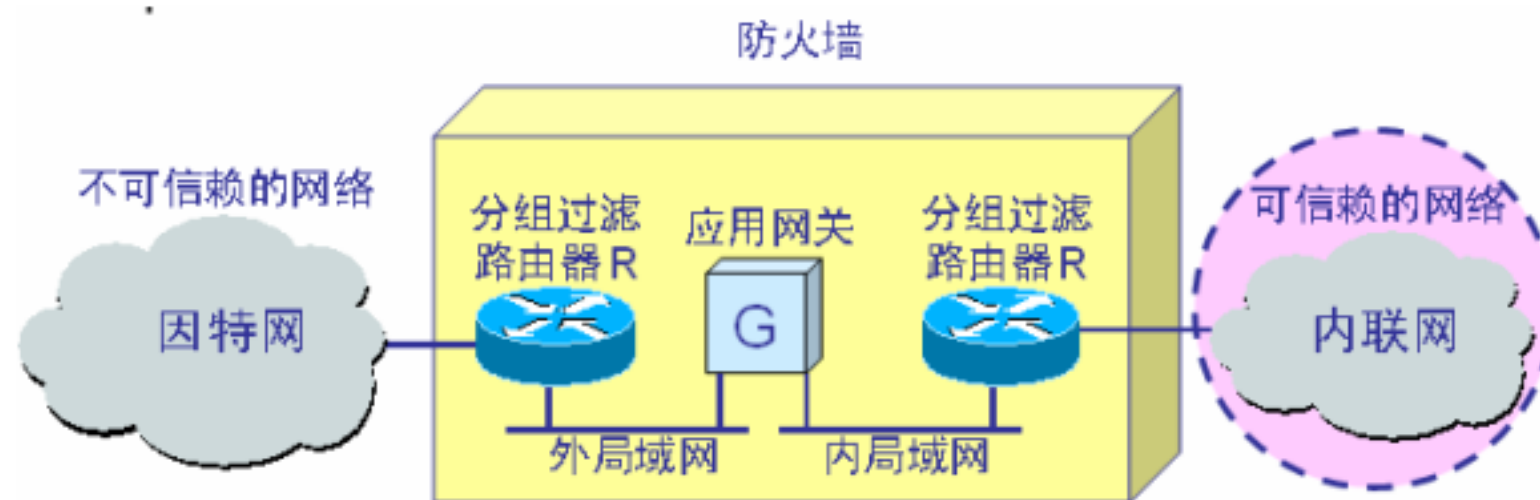 防火墙
不可信赖的网络
分组过滤
路由器 R
应用网关
分组过滤
路由器 R
可信赖的网络
因特网
G
内联网
外局域网
内局域网